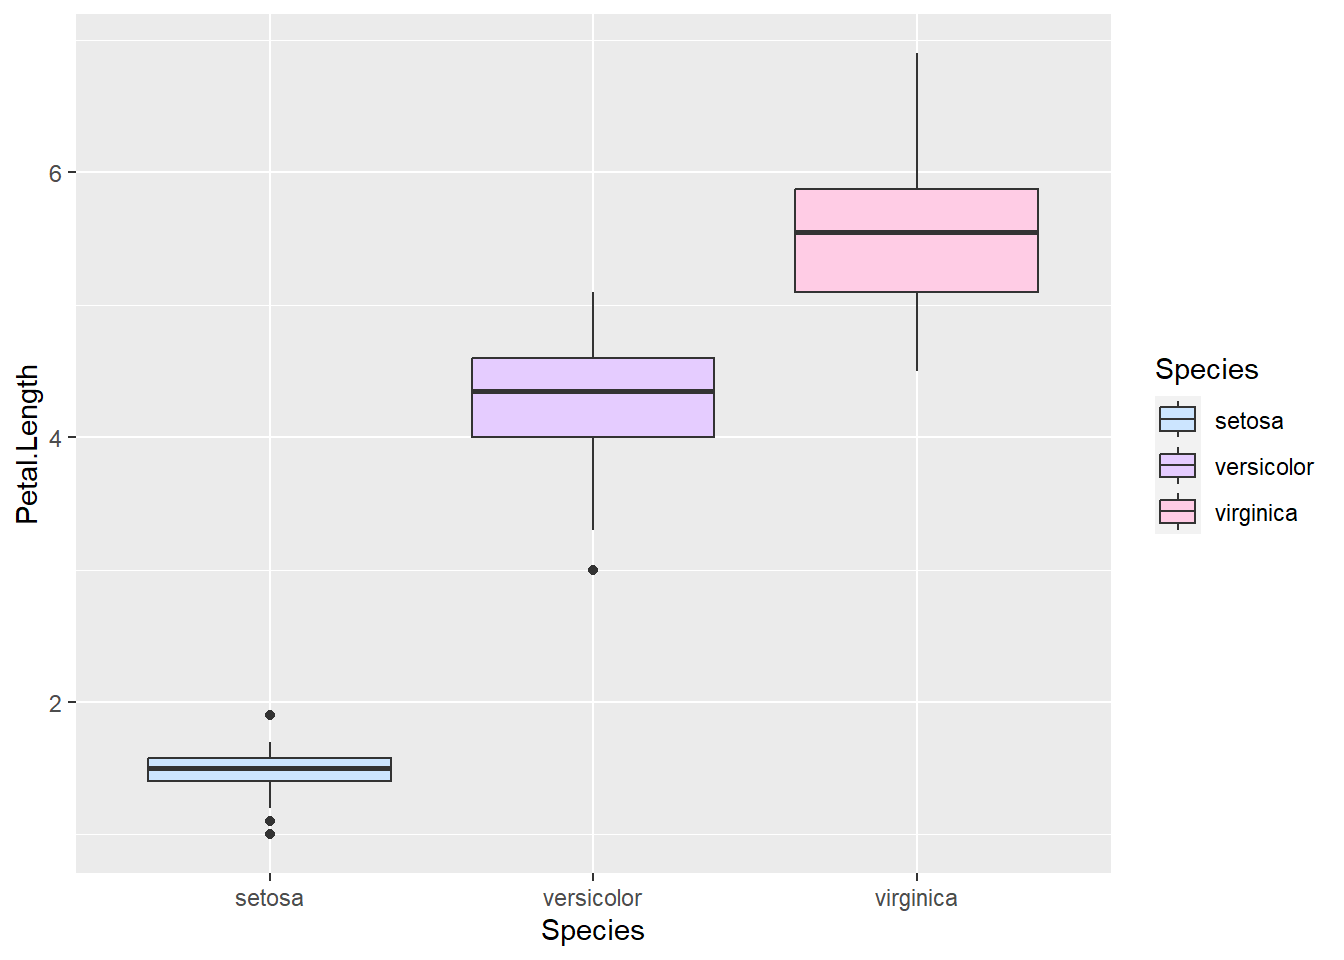 Petal.Length
6
4
2
setosa
versicolor
virginica
Species
Species
setosa
versicolor
virginica